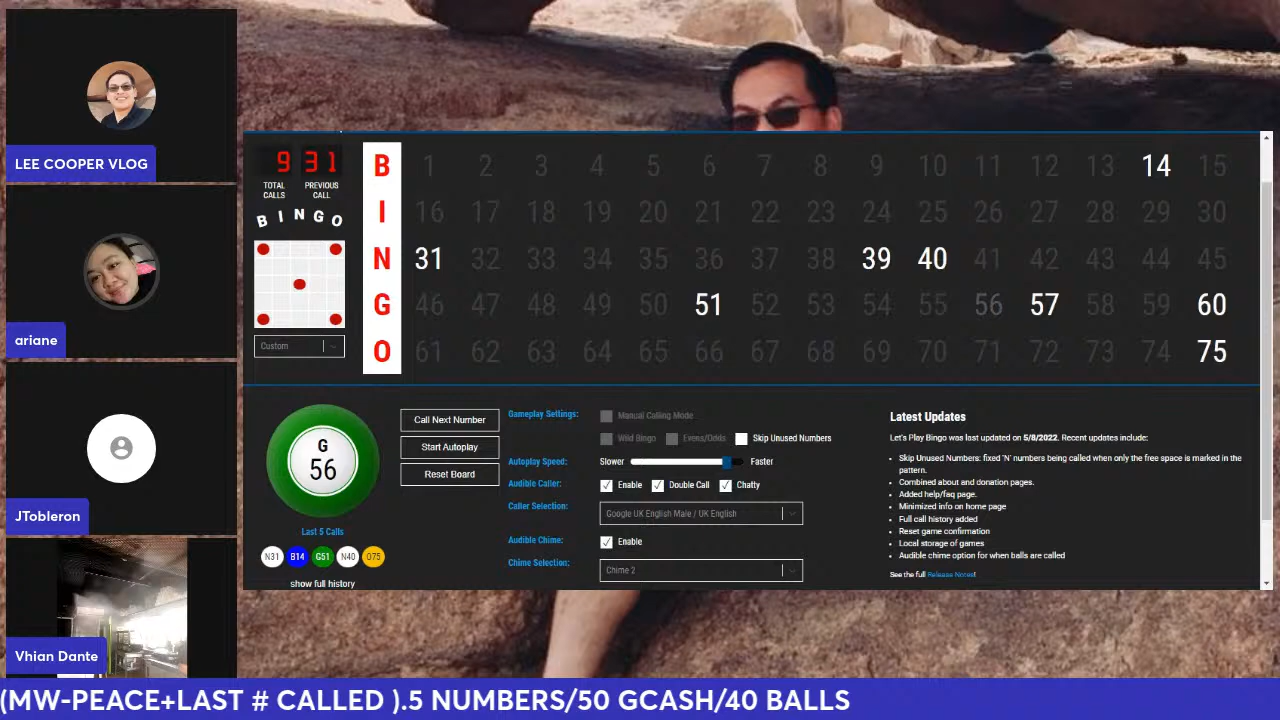 LEE COOPER VLOG
ariane
JTobleron
Vhian Dante
9 31
TOTAL CALLS
PREVIOUS CALL
BINGO
Custom
B 1 2 3 4 5 6 7 8 9 10 11 12 13 14 15
I 16 17 18 19 20 21 22 23 24 25 26 27 28 29 30
N 31 32 33 34 35 36 37 38 39 40 41 42 43 44 45
G 46 47 48 49 50 51 52 53 54 55 56 57 58 59 60
O 61 62 63 64 65 66 67 68 69 70 71 72 73 74 75
G
56
Last 5 Calls
N31 B14 G51 N40 O75
show full history
Call Next Number
Start Autoplay
Reset Board
Gameplay Settings:
Manual Calling Mode
Wild Bingo Evens/Odds Skip Unused Numbers
Autoplay Speed: Slower Faster
Audible Caller: Enable Double Call Chatty
Caller Selection:
Google UK English Male / UK English
Audible Chime: Enable
Chime Selection:
Chime 2
Latest Updates
Let's Play Bingo was last updated on 5/8/2022. Recent updates include:
Skip Unused Numbers: fixed 'N' numbers being called when only the free space is marked in the
pattern.
Combined about and donation pages.
Added help/faq page.
Minimized info on home page
Full call history added
Reset game confirmation
Local storage of games
Audible chime option for when balls are called
See the full Release Notes!
(MW-PEACE+LAST # CALLED ).5 NUMBERS/50 GCASH/40 BALLS